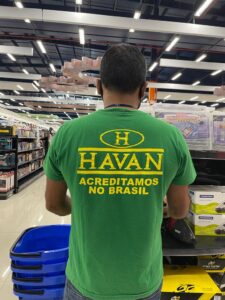 H
HAVAN
ACREDITAMOS
NO BRASIL